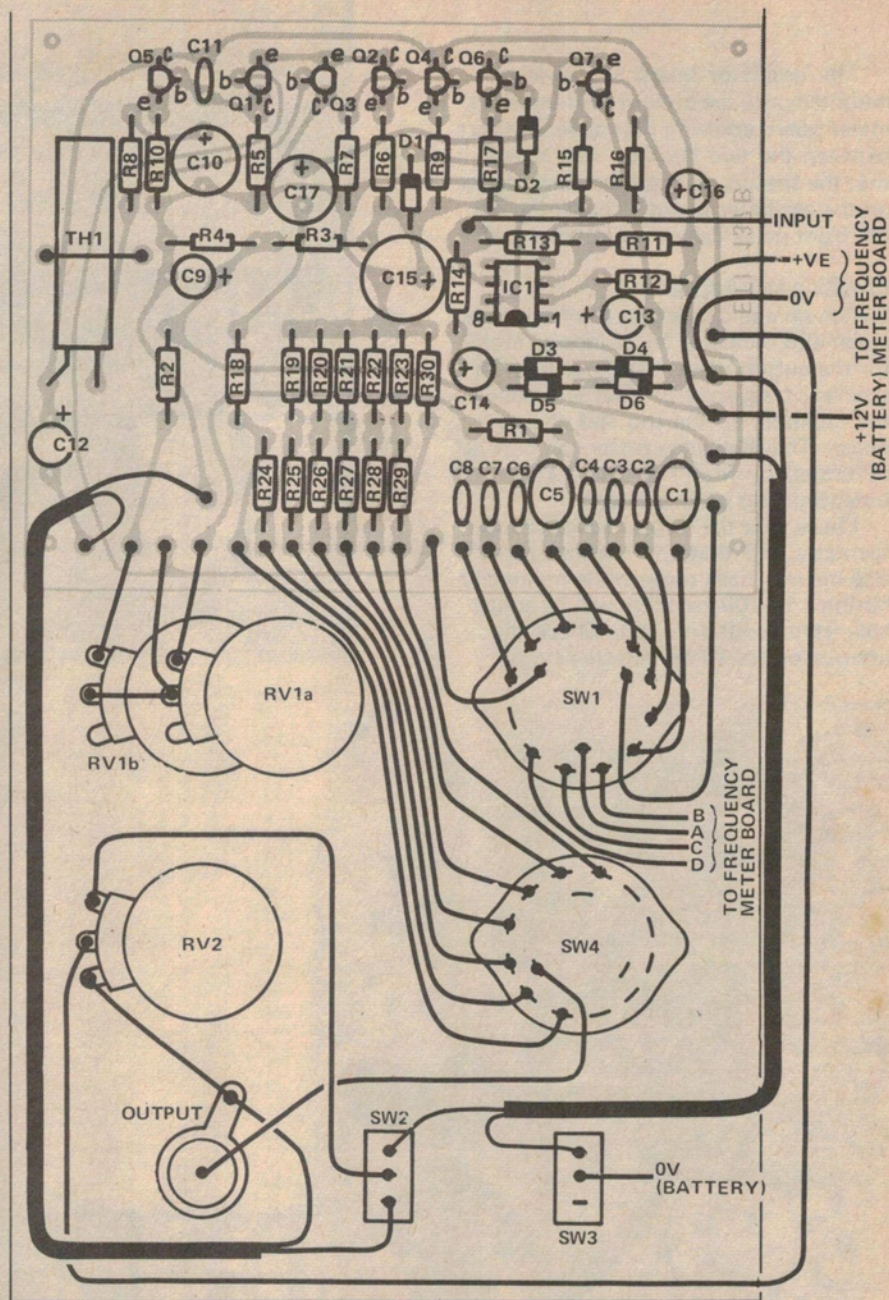 Q5 c C11 e e Q2 c Q4 c Q6 c Q7 e
b b b b b b b
Q1 c c Q3 e e e D1 c
R8 R10 C10 + R5 C17 + R7 R6 R9 R17 D2 R15 R16 + C16
TH1
INPUT
R4 R3 R13 R11
+VE
C9 + C15 + R14 IC1 R12
0V
8 1 + C13
TO FREQUENCY
METER BOARD
+12V
(BATTERY)
R2 R18 R19 R20 R21 R22 R23 R30 + C14 D3 D4
D5 D6
+ C12
R1
R24 R25 R26 R27 R28 R29 C8 C7 C6 C5 C4 C3 C2 C1
RV1a
SW1
RV1b
B
A
C
D
TO FREQUENCY
METER BOARD
RV2
SW4
OUTPUT
SW2
0V
(BATTERY)
SW3